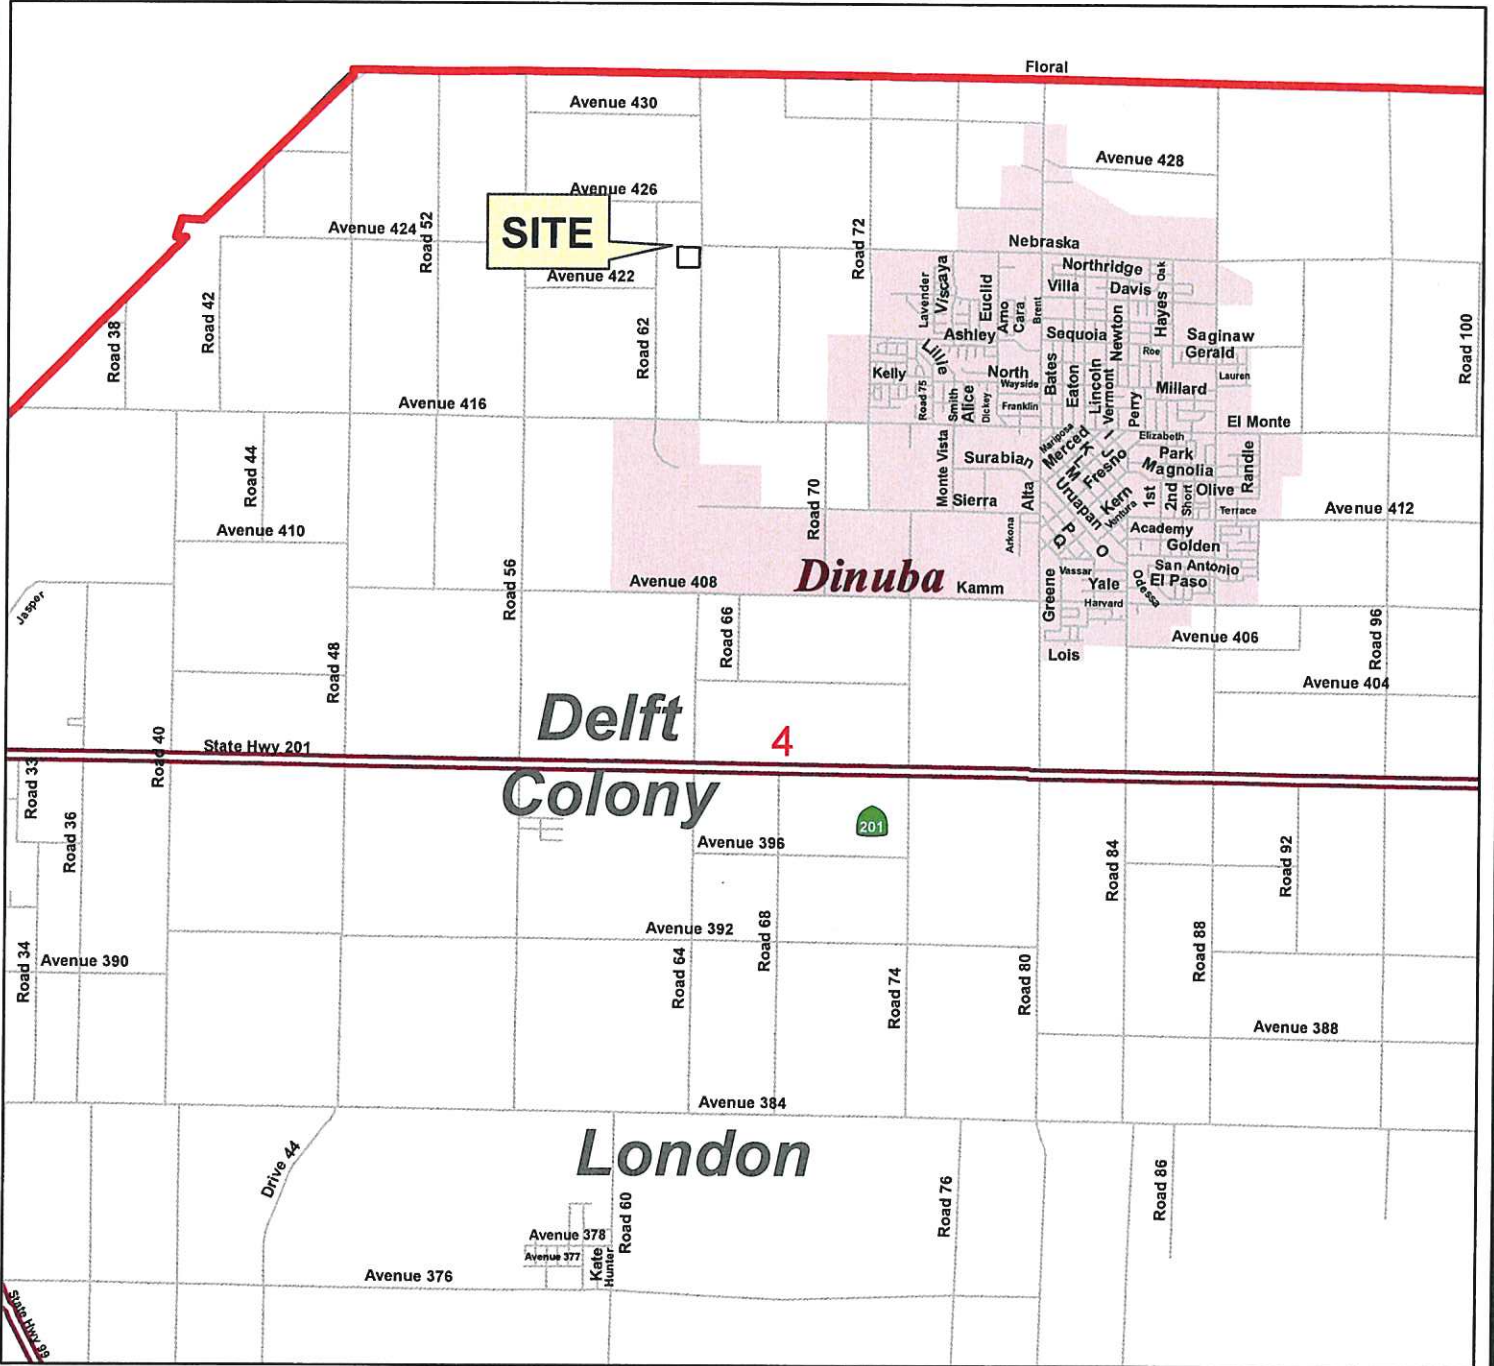 Floral
Avenue 430
Avenue 428
Avenue 426
SITE
Avenue 424
Road 52
Road 72
Nebraska
Avenue 422
Northridge
Oak
Villa
Davis
Lavender
Viscaya
Euclid
Arno
Cara
Brent
Newton
Hayes
Road 38
Road 42
Road 62
Ashley
Sequoia
Saginaw
Road 100
Lillie
Roe
Gerald
Kelly
North
Wayside
Bates
Eaton
Lincoln
Vermont
Lauren
Millard
Road 75
Smith
Alice
Dickey
Franklin
Perry
Avenue 416
El Monte
Mariposa
Merced
I
J
K
L
M
Elizabeth
Road 44
Monte Vista
Surabian
Fresno
Park
Magnolia
Randle
Road 70
Sierra
Alta
Uruapan
Kern
Ventura
1st
2nd
Short
Olive
Terrace
Avenue 412
Avenue 410
Arkona
P
Q
O
Academy
Golden
Road 56
Avenue 408
Dinuba
Kamm
Vassar
San Antonio
Yale
Odessa
El Paso
Greene
Harvard
Jasper
Road 66
Avenue 406
Road 96
Road 48
Lois
Avenue 404
Delft
Colony
4
State Hwy 201
Road 40
Road 33
201
Road 36
Avenue 396
Road 84
Road 92
Avenue 392
Road 68
Road 88
Avenue 390
Road 34
Road 64
Road 74
Road 80
Avenue 388
Avenue 384
London
Drive 44
Road 60
Road 76
Road 86
Avenue 378
Avenue 377
Kate
Hunter
Avenue 376
State Hwy 99